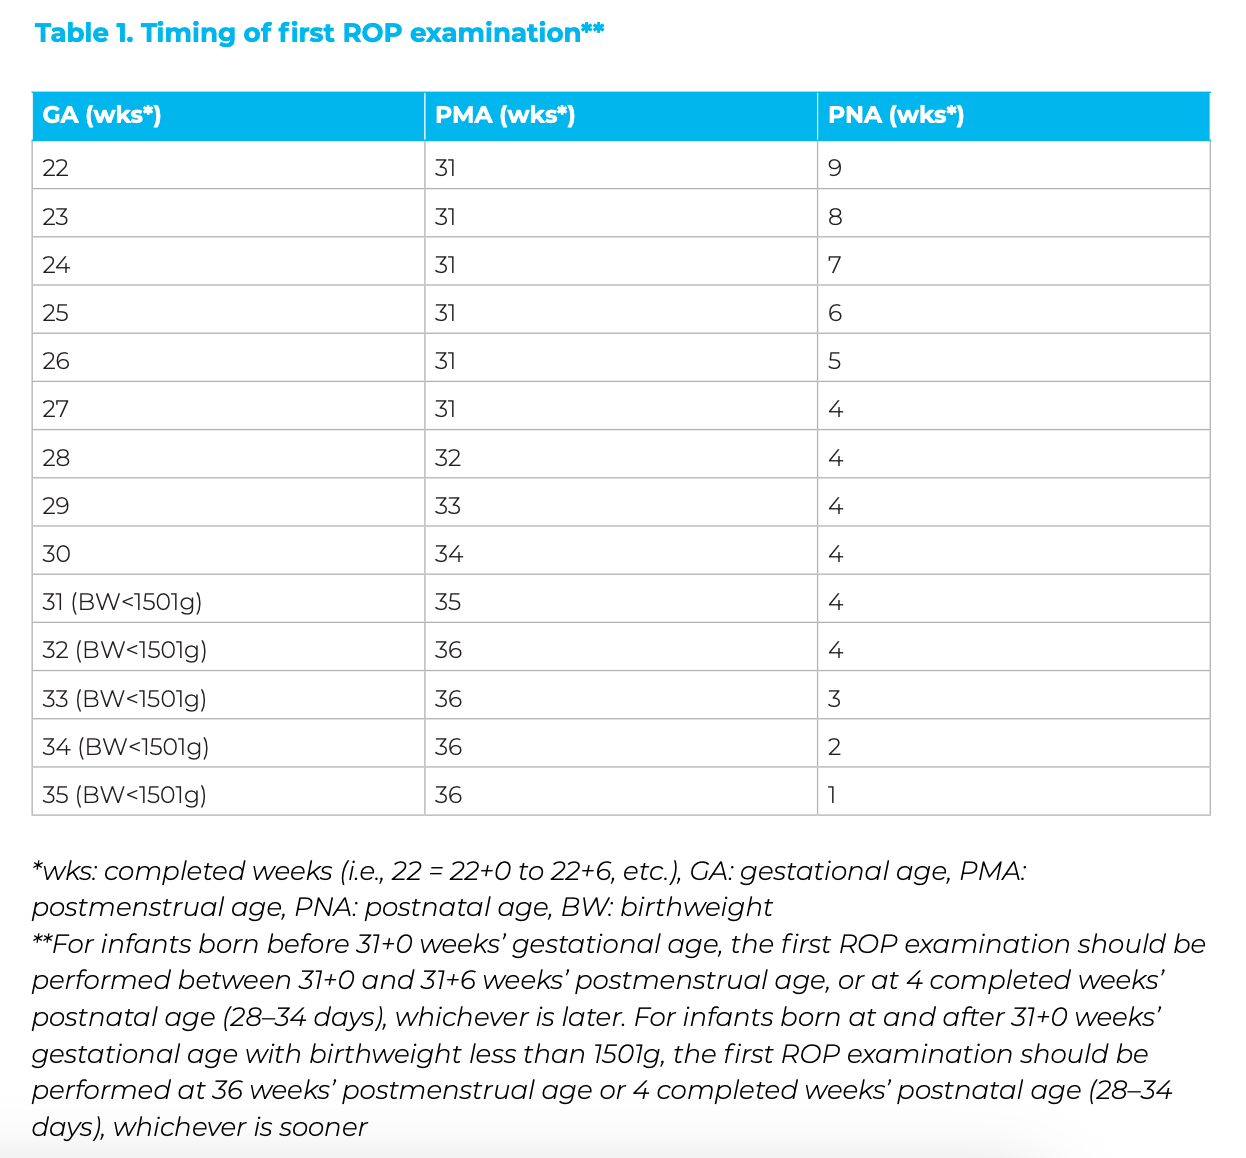 Table 1. Timing of first ROP examination**
GA (wks*) PMA (wks*) PNA (wks*)
22 31 9
23 31 8
24 31 7
25 31 6
26 31 5
27 31 4
28 32 4
29 33 4
30 34 4
31 (BW<1501g) 35 4
32 (BW<1501g) 36 4
33 (BW<1501g) 36 3
34 (BW<1501g) 36 2
35 (BW<1501g) 36 1
*wks: completed weeks (i.e., 22 = 22+0 to 22+6, etc.), GA: gestational age, PMA:
postmenstrual age, PNA: postnatal age, BW: birthweight
**For infants born before 31+0 weeks’ gestational age, the first ROP examination should be
performed between 31+0 and 31+6 weeks’ postmenstrual age, or at 4 completed weeks’
postnatal age (28–34 days), whichever is later. For infants born at and after 31+0 weeks’
gestational age with birthweight less than 1501g, the first ROP examination should be
performed at 36 weeks’ postmenstrual age or 4 completed weeks’ postnatal age (28–34
days), whichever is sooner